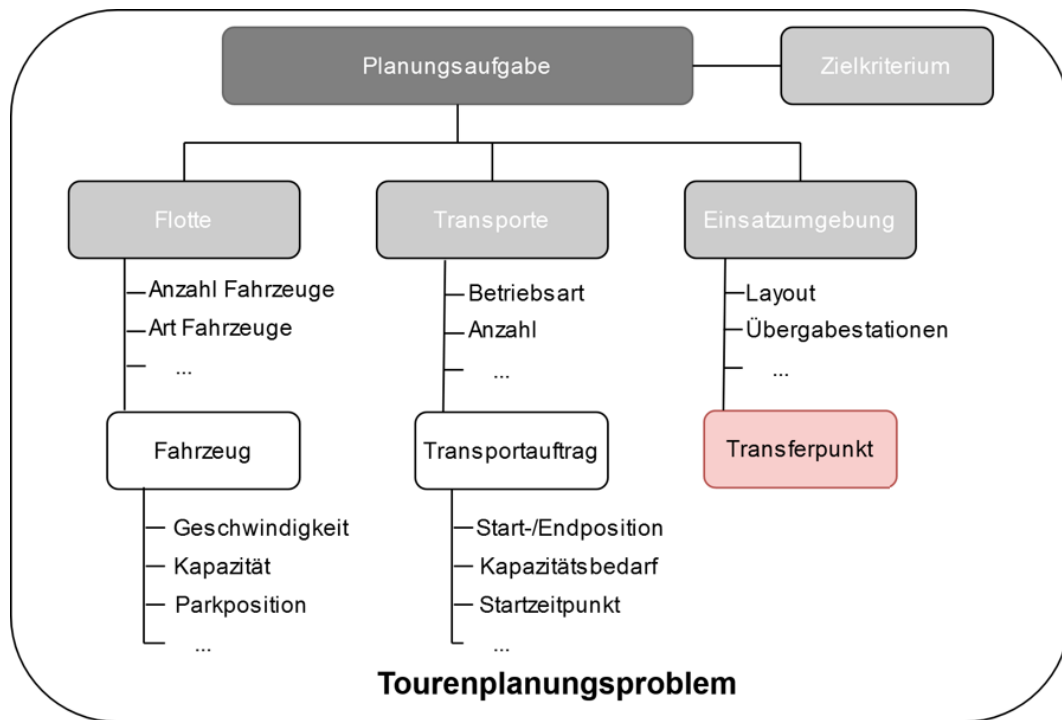 Planungsaufgabe
Zielkriterium
Flotte
Transporte
Einsatzumgebung
Anzahl Fahrzeuge
Art Fahrzeuge
...
Betriebsart
Anzahl
...
Layout
Übergabestationen
...
Fahrzeug
Transportauftrag
Transferpunkt
Geschwindigkeit
Kapazität
Parkposition
...
Start-/Endposition
Kapazitätsbedarf
Startzeitpunkt
...
Tourenplanungsproblem